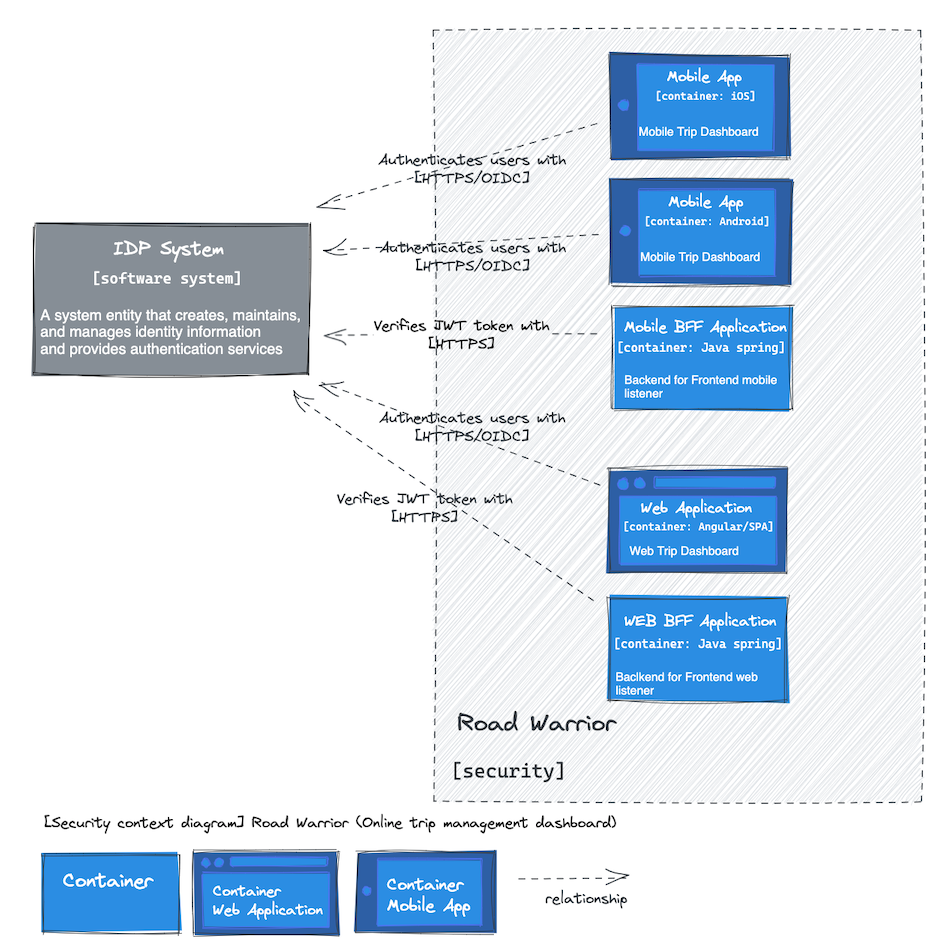 Mobile App
[container: iOS]
Mobile Trip Dashboard
Authenticates users with
[HTTPS/OIDC]
Mobile App
[container: Android]
Mobile Trip Dashboard
Authenticates users with
[HTTPS/OIDC]
IDP System
[software system]
A system entity that creates, maintains,
and manages identity information
and provides authentication services
Verifies JWT token with
[HTTPS]
Mobile BFF Application
[container: Java spring]
Backend for Frontend mobile
listener
Authenticates users with
[HTTPS/OIDC]
Web Application
[container: Angular/SPA]
Web Trip Dashboard
Verifies JWT token with
[HTTPS]
WEB BFF Application
[container: Java spring]
Baclkend for Frontend web
listener
Road Warrior
[security]
[Security context diagram] Road Warrior (Online trip management dashboard)
Container
Container
Web Application
Container
Mobile App
relationship